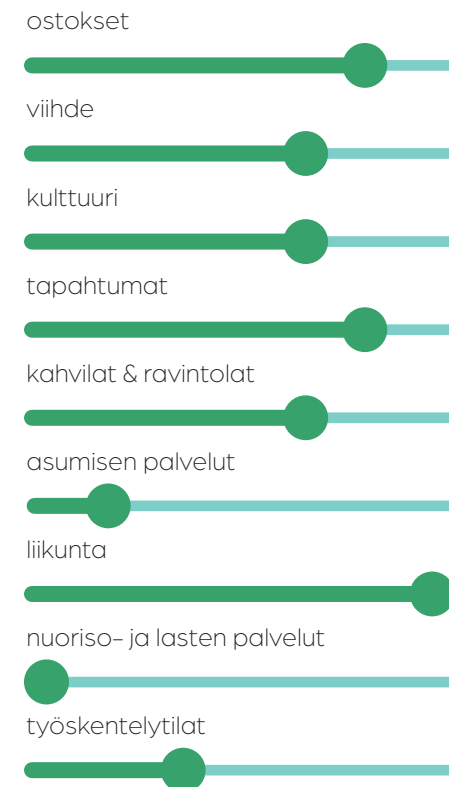 ostokset
viihde
kulttuuri
tapahtumat
kahvilat & ravintolat
asumisen palvelut
liikunta
nuoriso- ja lasten palvelut
työskentelytilat